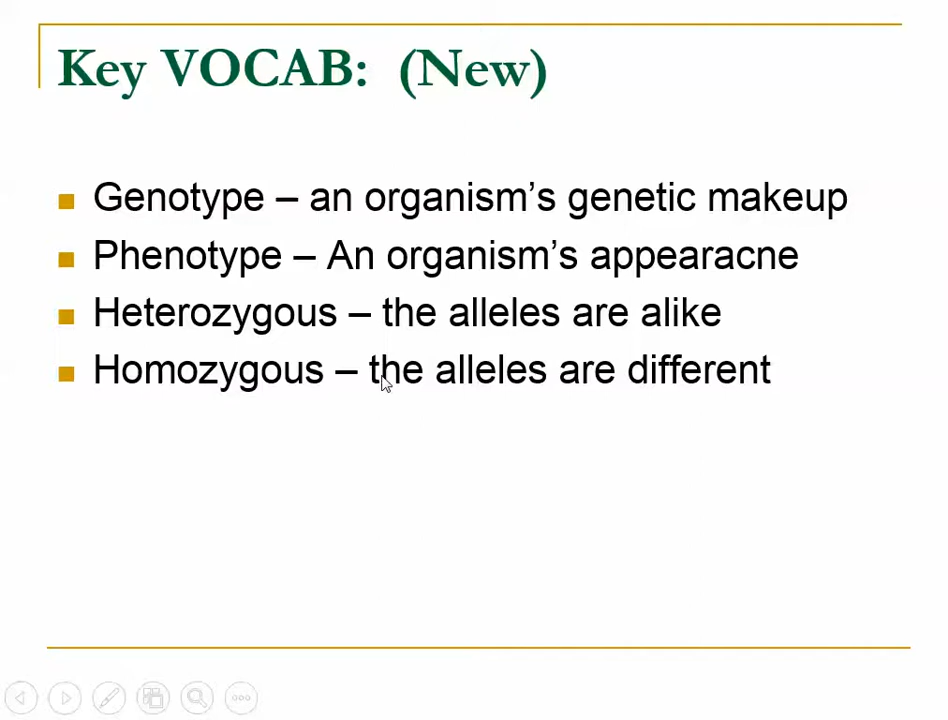 Key VOCAB: (New)
Genotype – an organism’s genetic makeup
Phenotype – An organism’s appearacne
Heterozygous – the alleles are alike
Homozygous – the alleles are different